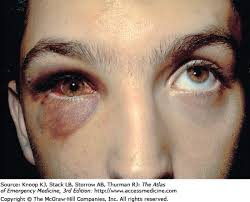 Source: Knoop KJ, Stack LB, Storrow AB, Thurman RJ: The Atlas
of Emergency Medicine, 3rd Edition: http://www.accessmedicine.com
Copyright © The McGraw-Hill Companies, Inc. All rights reserved.